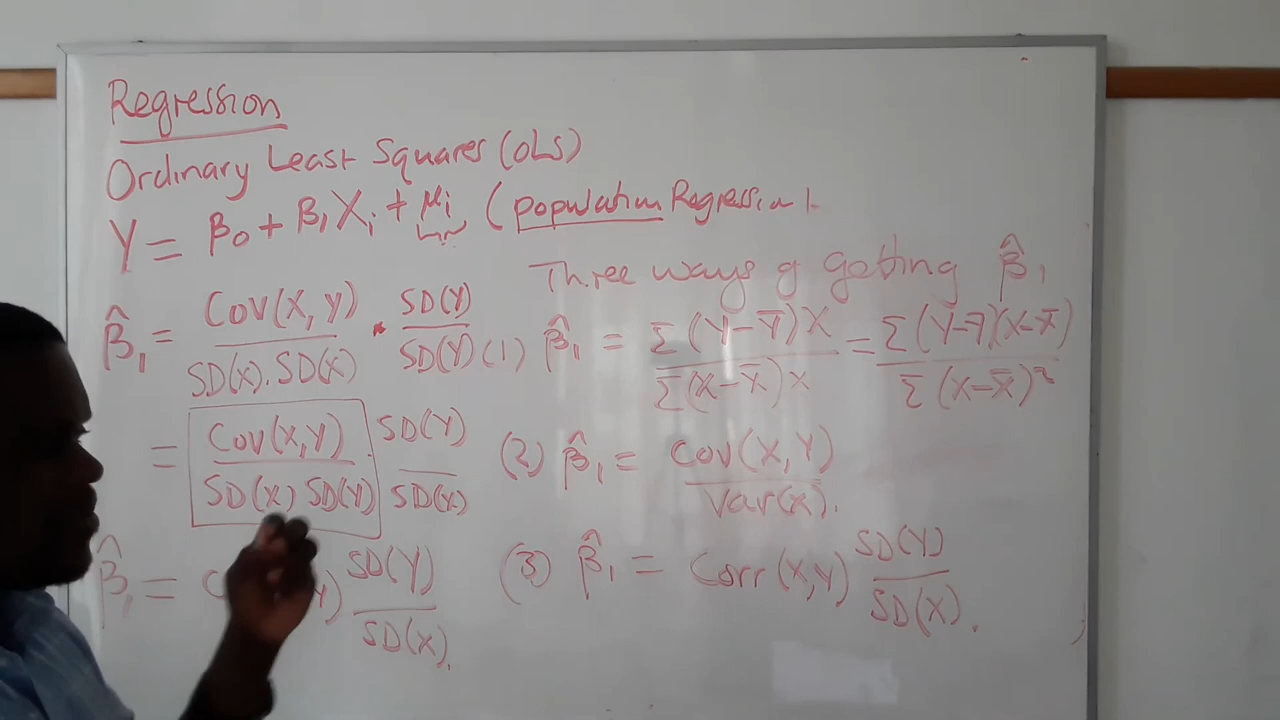 Regression
Ordinary Least Squares (OLS)
Y = β₀ + β₁Xᵢ + μᵢ (population Regression
Three ways of getting β̂₁
β̂₁ = Cov(X, Y) / SD(X).SD(X) * SD(Y) / SD(Y)
= Cov(X,Y) / SD(X) SD(Y) . SD(Y) / SD(X)
β̂₁ = C Y) SD(Y) / SD(X).
(1) β̂₁ = Σ(Y-Ȳ)X / Σ(X-X̄)X = Σ(Y-Ȳ)(X-X̄) / Σ(X-X̄)²
(2) β̂₁ = Cov(X,Y) / Var(X).
(3) β̂₁ = Corr(X,Y) SD(Y) / SD(X).